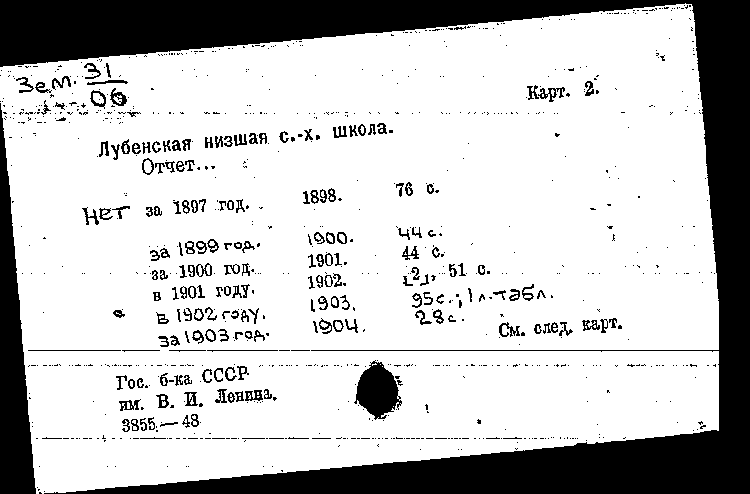 Зем. 31
06
Карт. 2.
Лубенская низшая с.-х. школа.
Отчет...
Нет за 1897 год. 1898. 76 с.
за 1899 год. 1900. 44 с.
за 1900 год. 1901. 44 с.
в 1901 году. 1902. [2], 51 с.
в 1902 году. 1903. 95 с.; 1 л. табл.
за 1903 год. 1904. 28 с.
См. след. карт.
Гос. б-ка СССР
им. В. И. Ленина.
3855 — 48